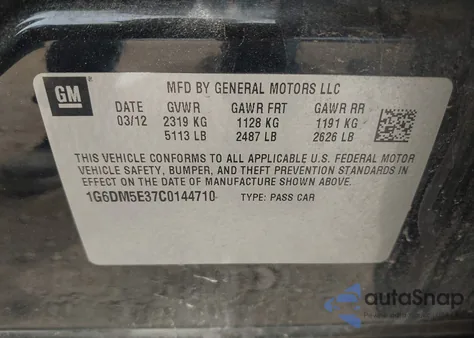 GM
MFD BY GENERAL MOTORS LLC
DATE GVWR GAWR FRT GAWR RR
03/12 2319 KG 1128 KG 1191 KG
5113 LB 2487 LB 2626 LB
THIS VEHICLE CONFORMS TO ALL APPLICABLE U.S. FEDERAL MOTOR
VEHICLE SAFETY, BUMPER, AND THEFT PREVENTION STANDARDS IN
EFFECT ON THE DATE OF MANUFACTURE SHOWN ABOVE.
1G6DM5E37C0144710 TYPE: PASS CAR
autoSnap